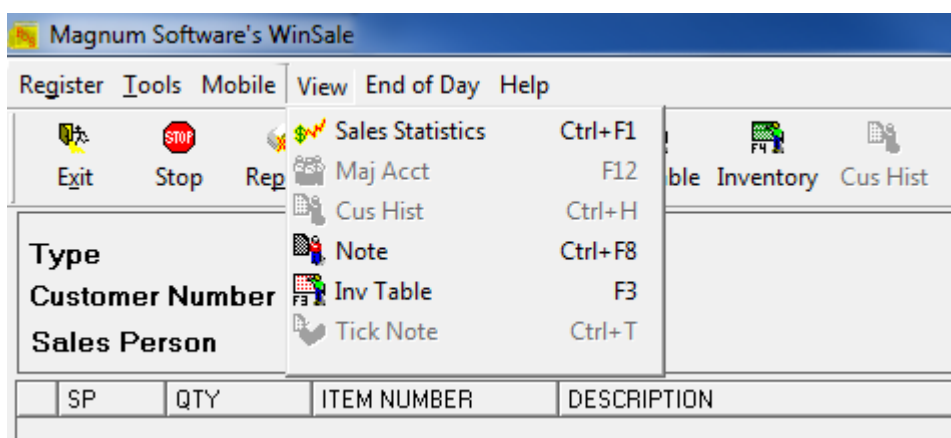 Magnum Software's WinSale
Register Tools Mobile View End of Day Help
Sales Statistics Ctrl+F1
Maj Acct F12
Cus Hist Ctrl+H
Note Ctrl+F8
Inv Table F3
Tick Note Ctrl+T
STOP F4
Exit Stop Rep ble Inventory Cus Hist
Type
Customer Number
Sales Person
SP QTY ITEM NUMBER DESCRIPTION